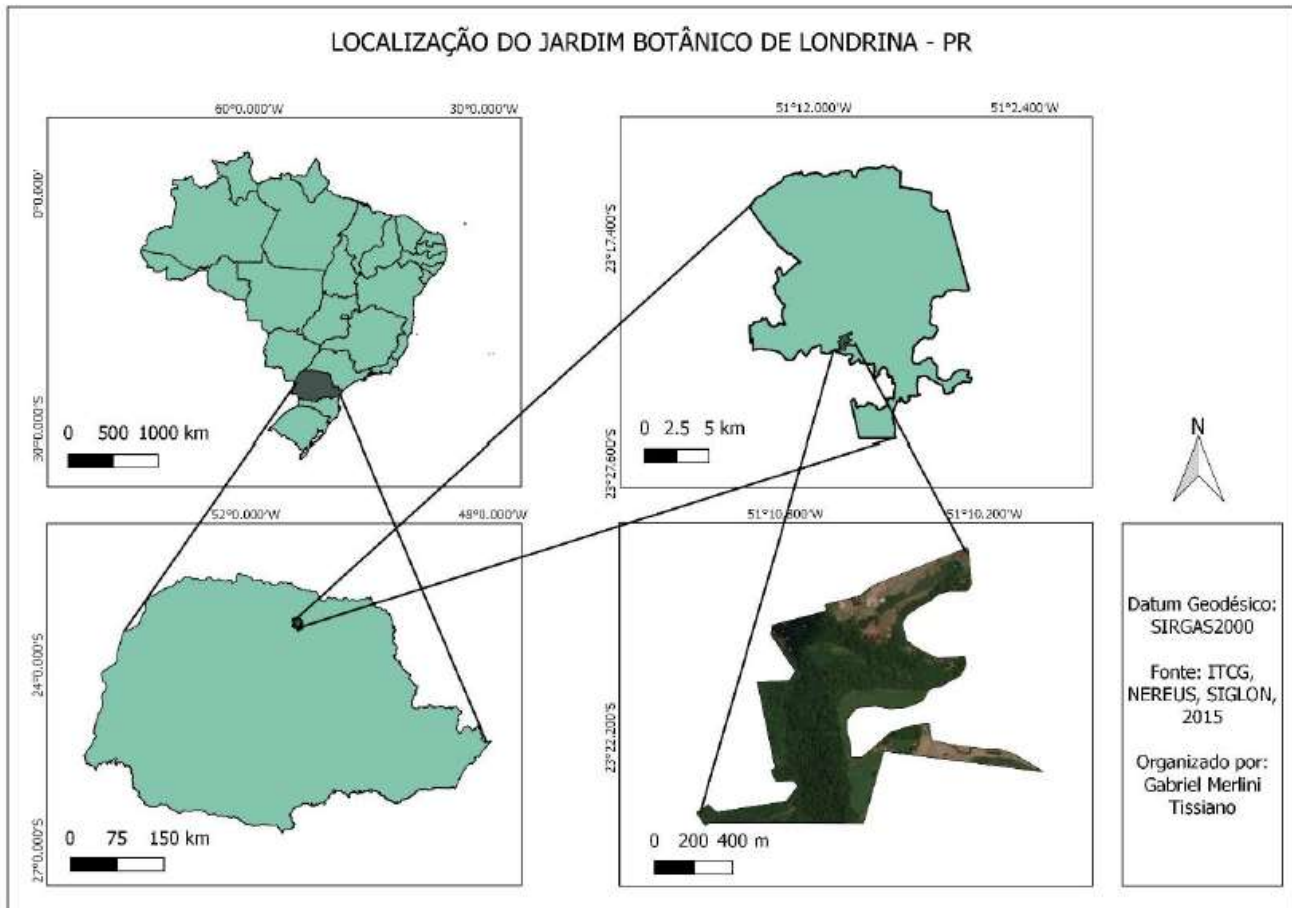 LOCALIZAÇÃO DO JARDIM BOTÂNICO DE LONDRINA - PR
60°0.000'W 30°0.000'W
0°0.000'
30°0.000'S
0 500 1000 km
51°12.000'W 51°2.400'W
23°17.400'S
23°27.600'S
0 2.5 5 km
N
52°0.000'W 48°0.000'W
24°0.000'S
27°0.000'S
0 75 150 km
51°10.800'W 51°10.200'W
23°22.200'S
0 200 400 m
Datum Geodésico:
SIRGAS2000
Fonte: ITCG,
NEREUS, SIGLON,
2015
Organizado por:
Gabriel Merlini
Tissiano